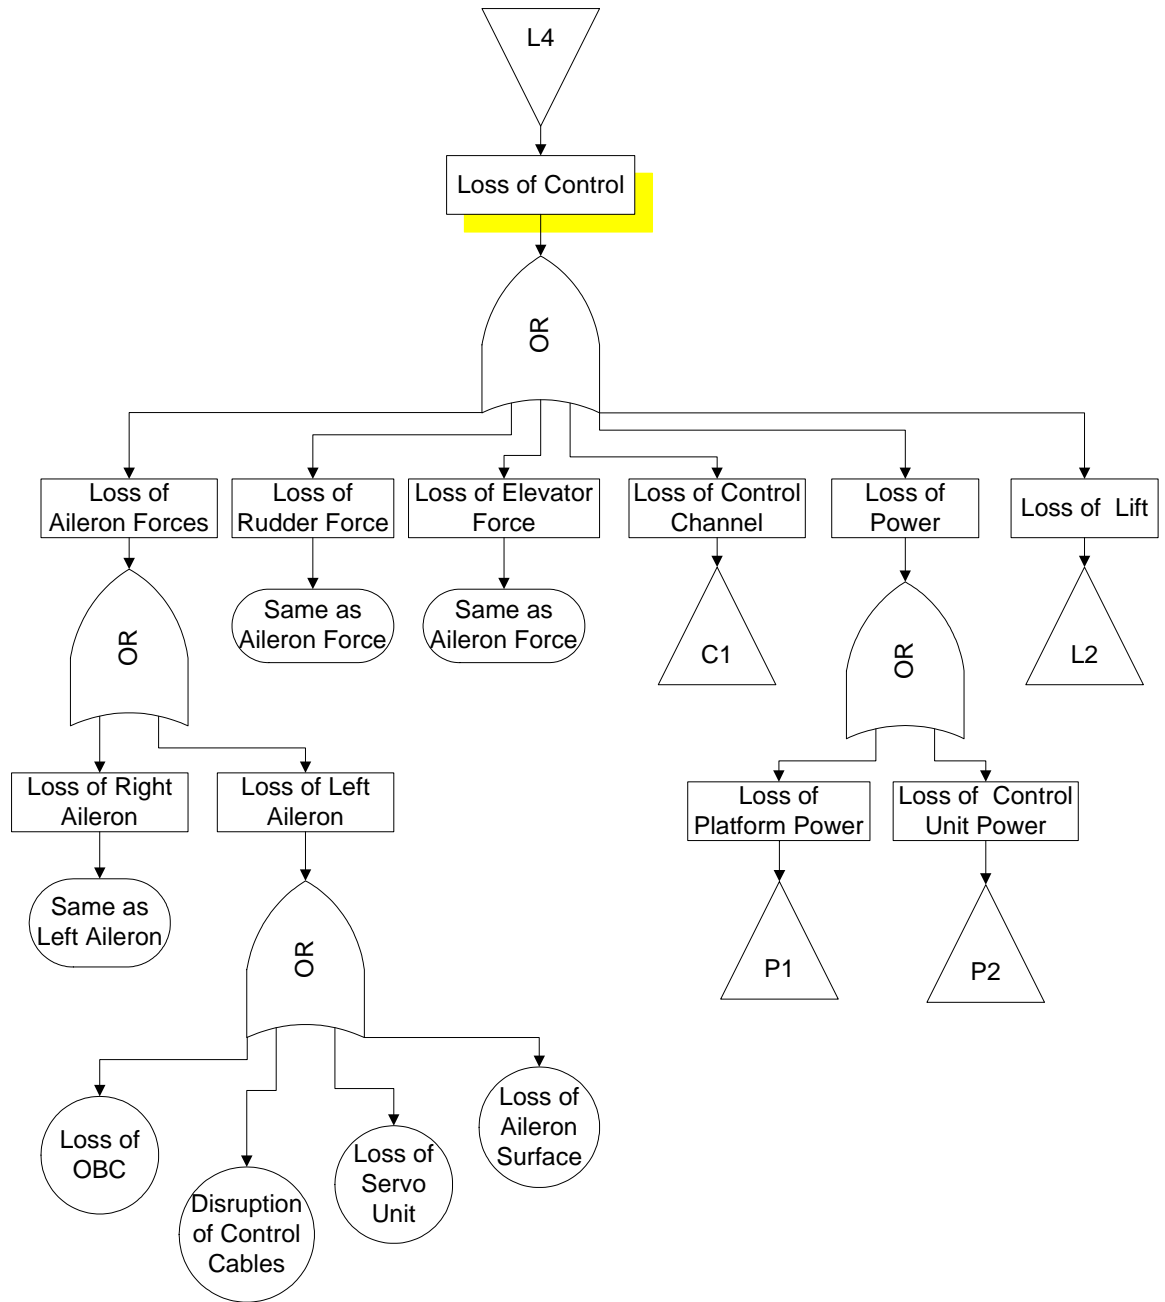 L4
Loss of Control
OR
Loss of
Aileron Forces
Loss of
Rudder Force
Loss of Elevator
Force
Loss of Control
Channel
Loss of
Power
Loss of  Lift
Same as
Aileron Force
Same as
Aileron Force
C1
L2
OR
OR
Loss of Right
Aileron
Loss of Left
Aileron
Loss of
Platform Power
Loss of  Control
Unit Power
Same as
Left Aileron
OR
P1
P2
Loss of
OBC
Disruption
of Control
Cables
Loss of
Servo
Unit
Loss of
Aileron
Surface